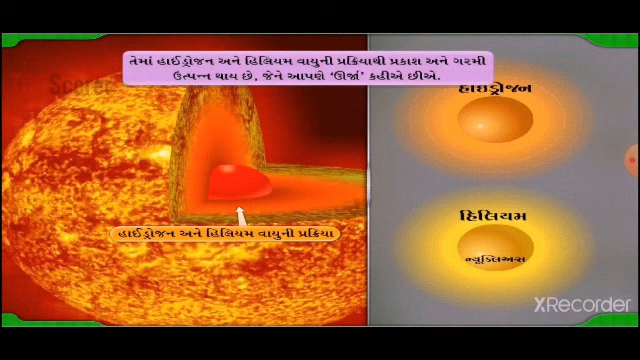 તેમાં હાઈડ્રોજન અને હિલિયમ વાયુની પ્રક્રિયાથી પ્રકાશ અને ગરમી
ઉત્પન્ન થાય છે, જેને આપણે ‘ઊર્જા’ કહીએ છીએ.
હાઇડ્રોજન
હિલિયમ
ન્યુક્લિઅસ
હાઈડ્રોજન અને હિલિયમ વાયુની પ્રક્રિયા
XRecorder